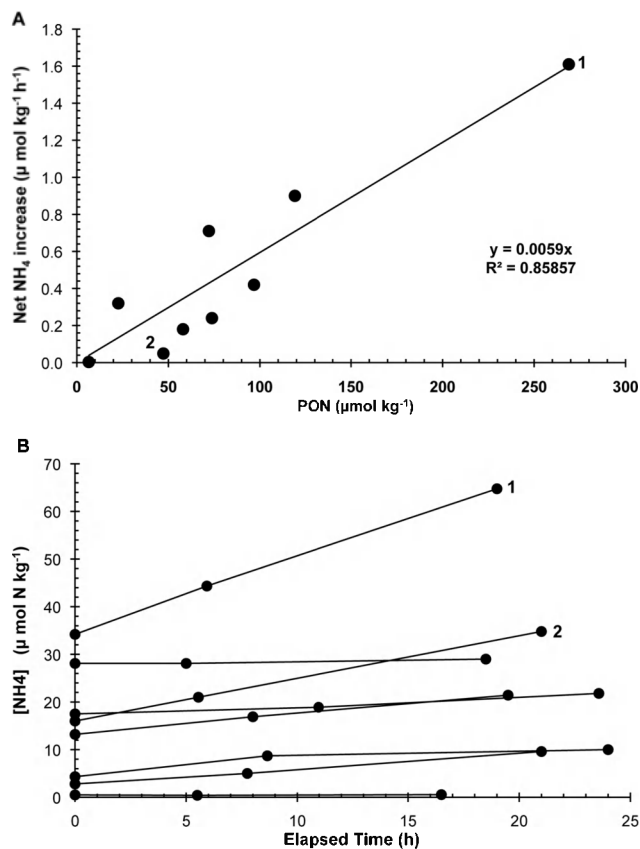 A
Net NH₄ increase (µ mol kg⁻¹ h⁻¹)
1.8
1.6
1.4
1.2
1.0
0.8
0.6
0.4
0.2
0.0
1
2
y = 0.0059x
R² = 0.85857
0 50 100 150 200 250 300
PON (µmol kg⁻¹)
B
[NH4] (µ mol N kg⁻¹)
70
60
50
40
30
20
10
0
1
2
0 5 10 15 20 25
Elapsed Time (h)